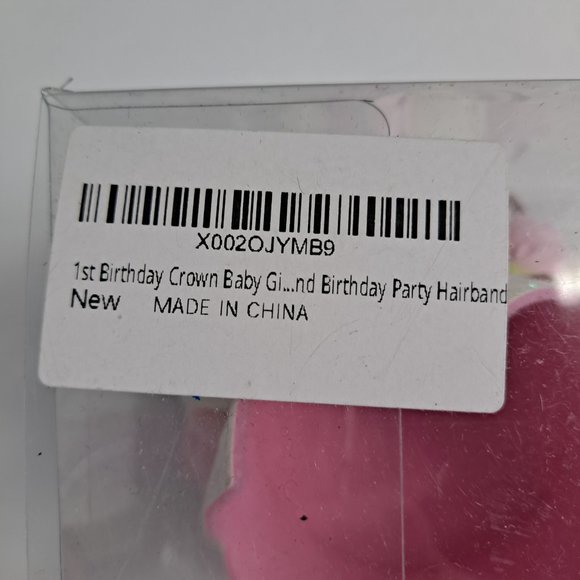 X002OJYMB9
1st Birthday Crown Baby Gi...nd Birthday Party Hairband
New MADE IN CHINA